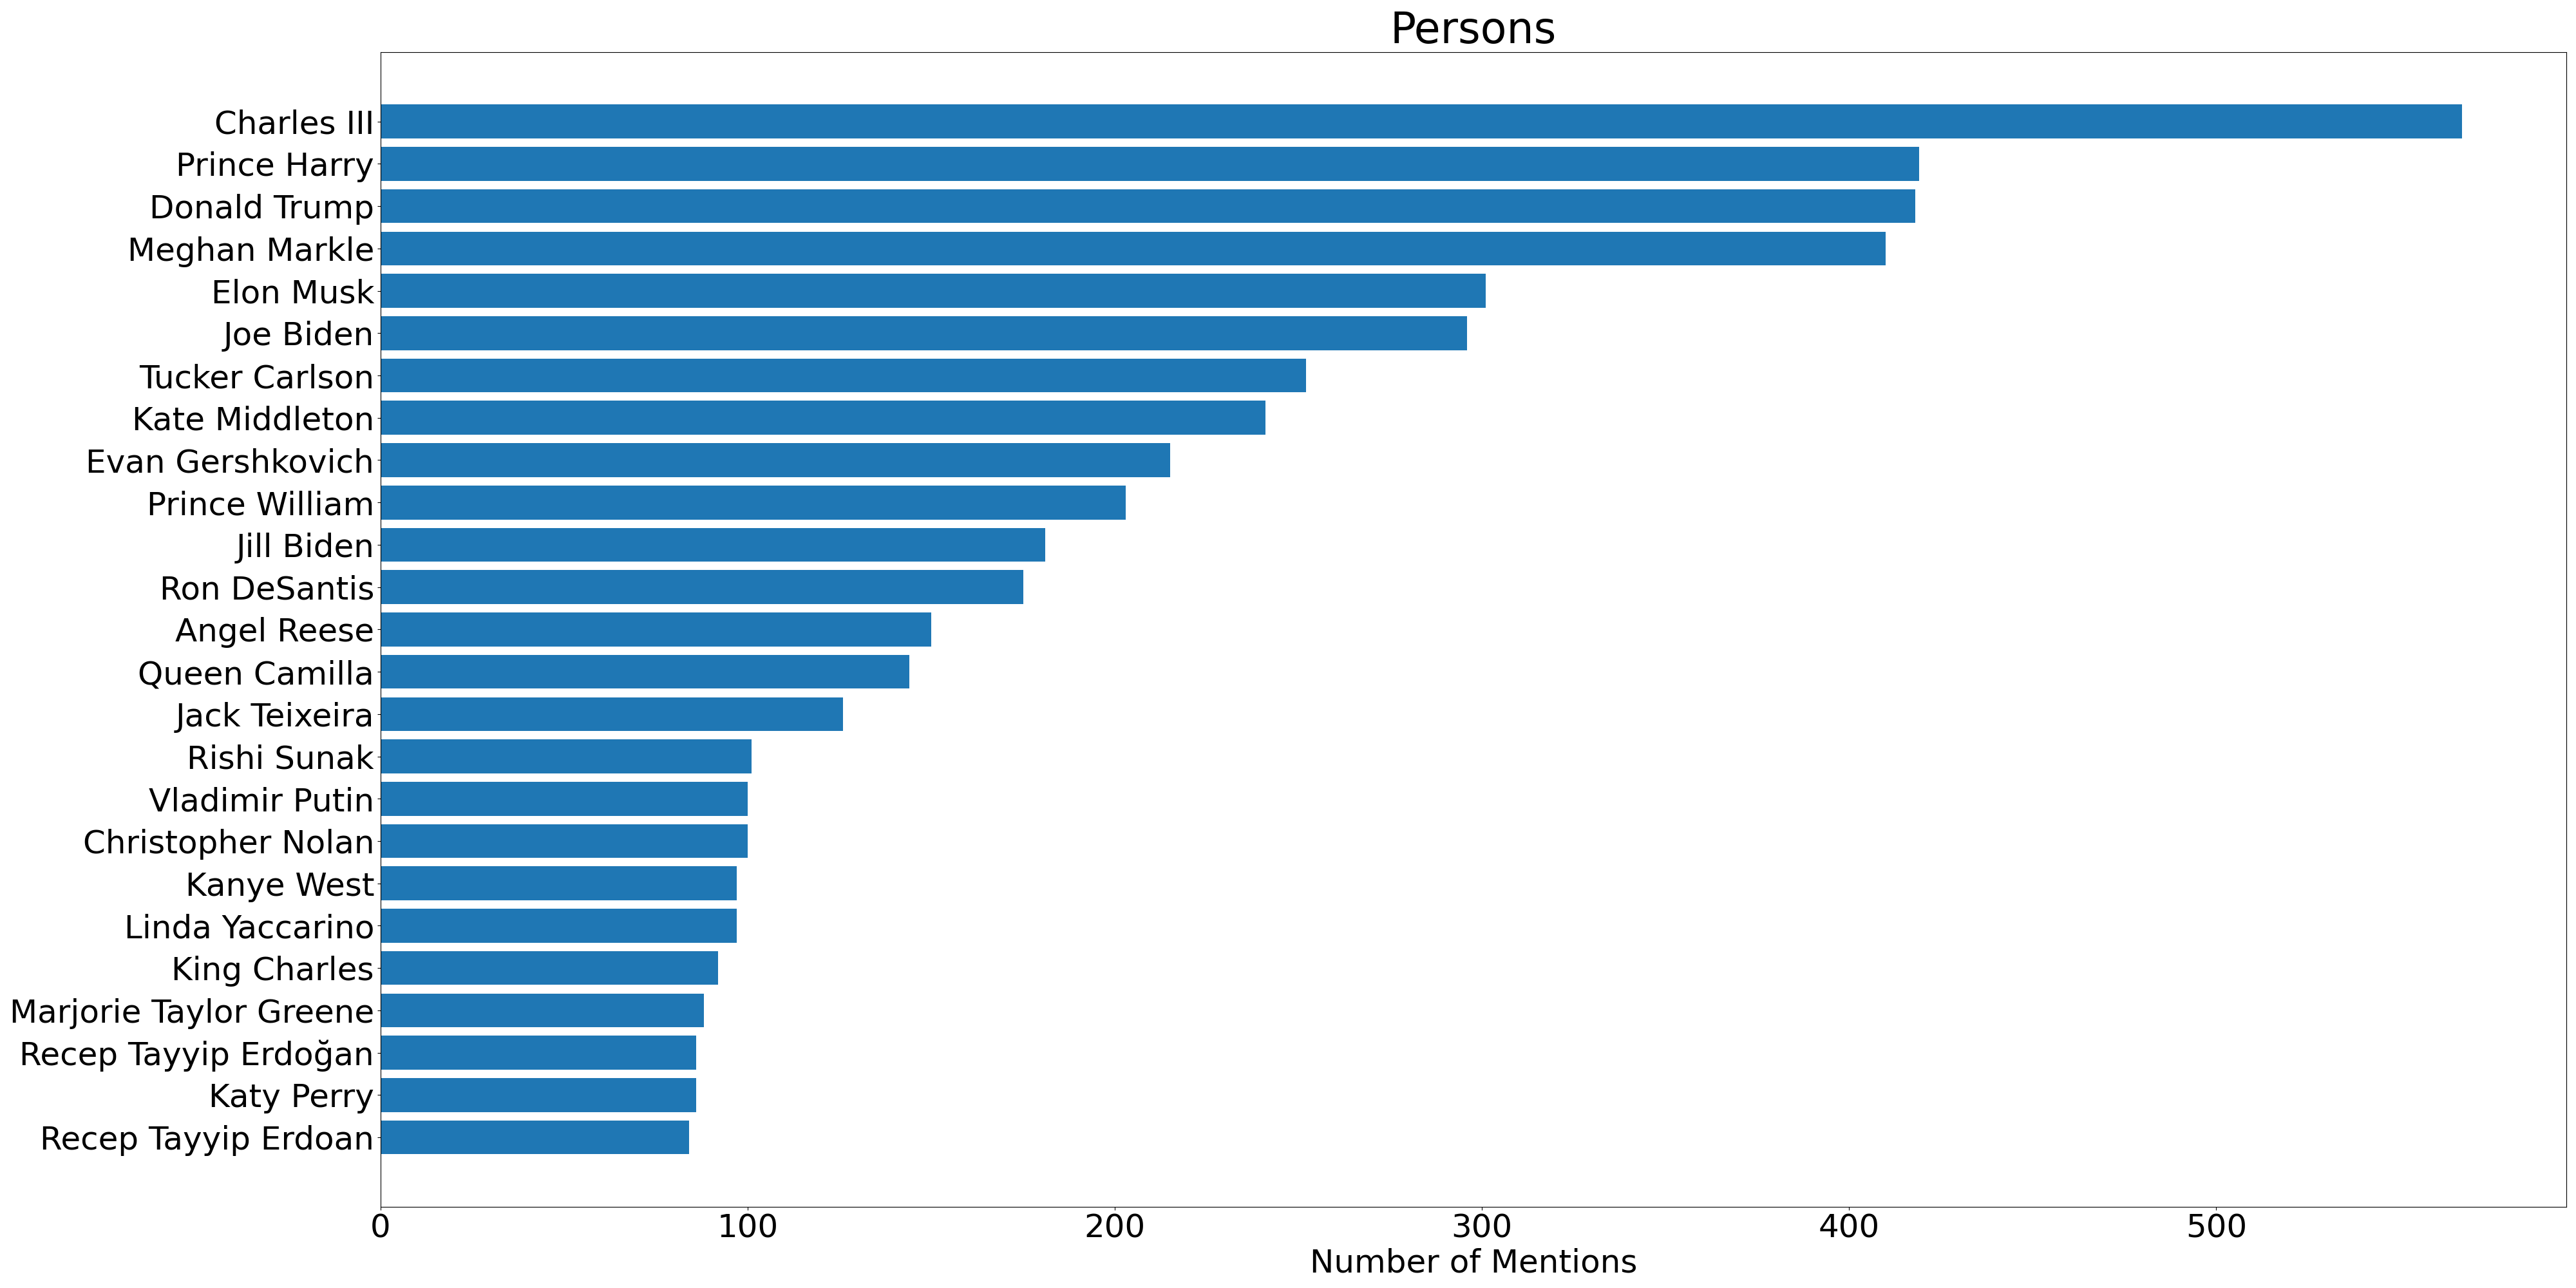 Persons
Charles III
Prince Harry
Donald Trump
Meghan Markle
Elon Musk
Joe Biden
Tucker Carlson
Kate Middleton
Evan Gershkovich
Prince William
Jill Biden
Ron DeSantis
Angel Reese
Queen Camilla
Jack Teixeira
Rishi Sunak
Vladimir Putin
Christopher Nolan
Kanye West
Linda Yaccarino
King Charles
Marjorie Taylor Greene
Recep Tayyip Erdoğan
Katy Perry
Recep Tayyip Erdoan
0 100 200 300 400 500
Number of Mentions